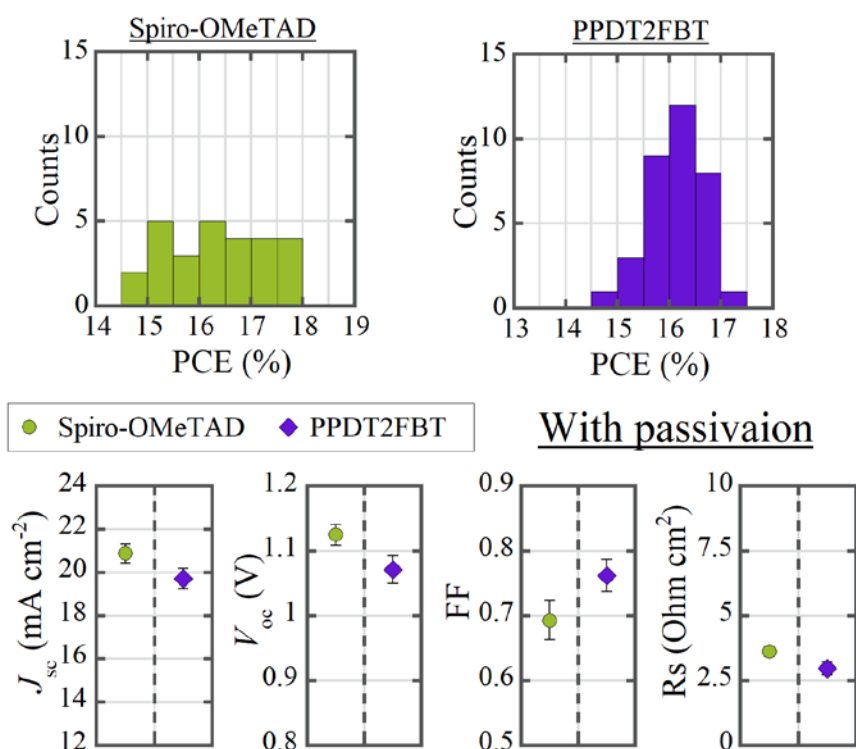 Spiro-OMeTAD
PPDT2FBT
15
10
5
0
Counts
14 15 16 17 18 19
PCE (%)
15
10
5
0
Counts
13 14 15 16 17 18
PCE (%)
Spiro-OMeTAD PPDT2FBT
With passivaion
24
22
20
18
16
14
12
Jsc (mA cm-2)
1.2
1.1
1
0.9
0.8
Voc (V)
0.9
0.8
0.7
0.6
0.5
FF
10
7.5
5
2.5
0
Rs (Ohm cm2)